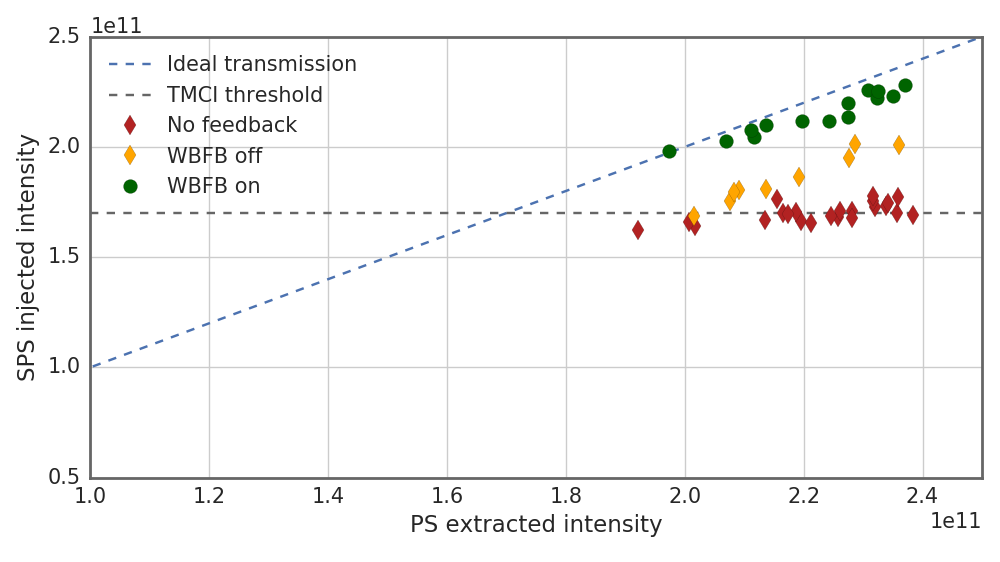 1e11
2.5
2.0
1.5
1.0
0.5
SPS injected intensity
Ideal transmission
TMCI threshold
No feedback
WBFB off
WBFB on
1.0 1.2 1.4 1.6 1.8 2.0 2.2 2.4
1e11
PS extracted intensity